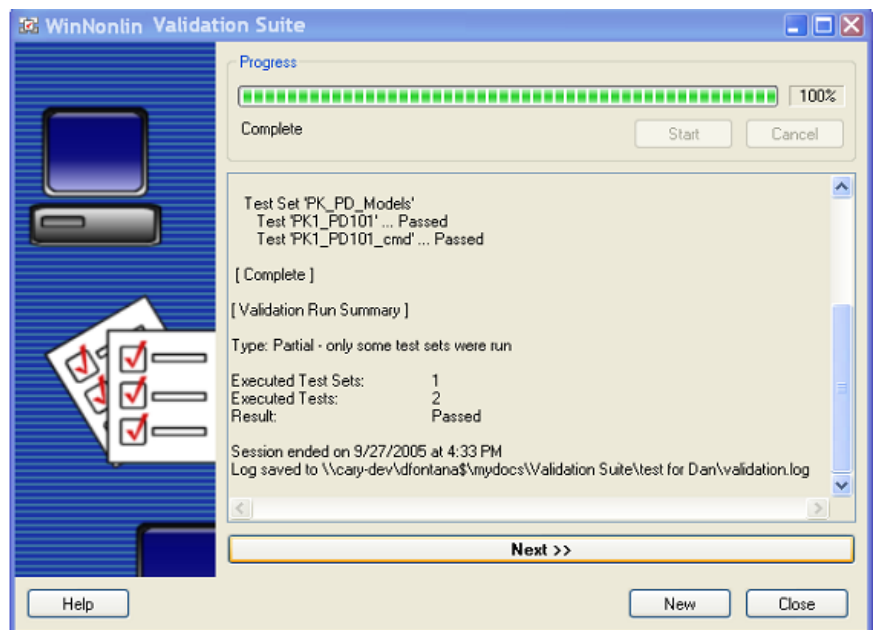 WinNonlin Validation Suite
Progress
100%
Complete
Start
Cancel
Test Set 'PK_PD_Models'
Test 'PK1_PD101' ... Passed
Test 'PK1_PD101_cmd' ... Passed
[ Complete ]
[ Validation Run Summary ]
Type: Partial - only some test sets were run
Executed Test Sets: 1
Executed Tests: 2
Result: Passed
Session ended on 9/27/2005 at 4:33 PM
Log saved to \\cary-dev\dfontana$\mydocs\Validation Suite\test for Dan\validation.log
Next >>
Help
New
Close